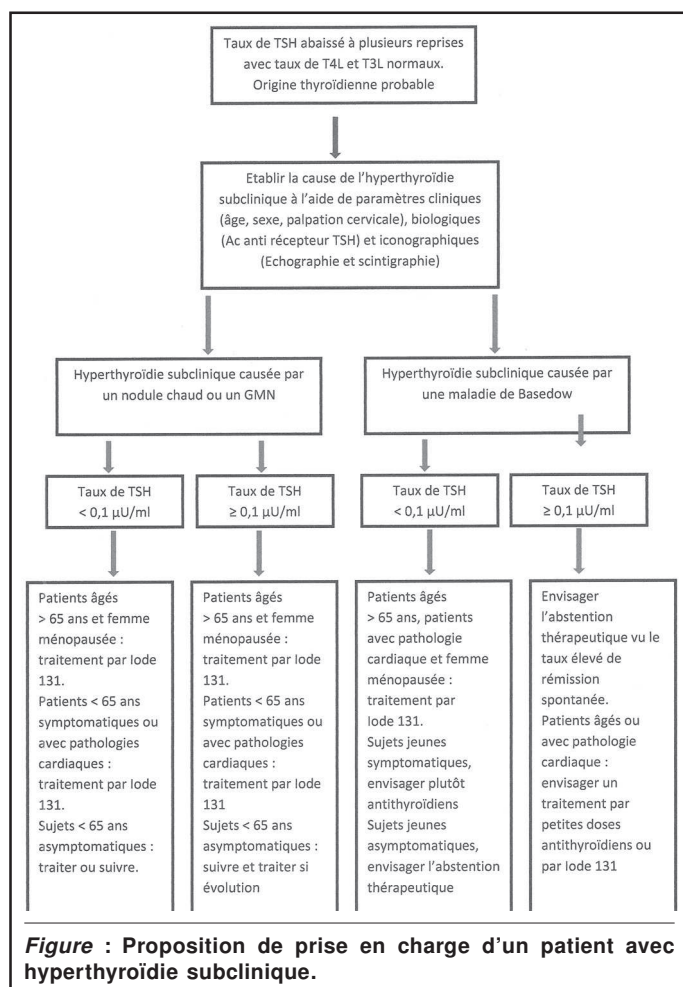 Taux de TSH abaissé à plusieurs reprises
avec taux de T4L et T3L normaux.
Origine thyroïdienne probable
Etablir la cause de l'hyperthyroïdie
subclinique à l'aide de paramètres cliniques
(âge, sexe, palpation cervicale), biologiques
(Ac anti récepteur TSH) et iconographiques
(Echographie et scintigraphie)
Hyperthyroïdie subclinique causée par
un nodule chaud ou un GMN
Hyperthyroïdie subclinique causée par
une maladie de Basedow
Taux de TSH
< 0,1 µU/ml
Taux de TSH
≥ 0,1 µU/ml
Taux de TSH
< 0,1 µU/ml
Taux de TSH
≥ 0,1 µU/ml
Patients âgés
> 65 ans et femme
ménopausée :
traitement par Iode
131.
Patients < 65 ans
symptomatiques ou
avec pathologies
cardiaques :
traitement par Iode
131.
Sujets < 65 ans
asymptomatiques :
traiter ou suivre.
Patients âgés
> 65 ans et femme
ménopausée :
traitement par Iode
131.
Patients < 65 ans
symptomatiques ou
avec pathologies
cardiaques :
traitement par Iode
131
Sujets < 65 ans
asymptomatiques :
suivre et traiter si
évolution
Patients âgés
> 65 ans, patients
avec pathologie
cardiaque et femme
ménopausée :
traitement par
Iode 131.
Sujets jeunes
symptomatiques,
envisager plutôt
antithyroïdiens
Sujets jeunes
asymptomatiques,
envisager l'abstention
thérapeutique
Envisager
l'abstention
thérapeutique vu le
taux élevé de
rémission
spontanée.
Patients âgés ou
avec pathologie
cardiaque :
envisager un
traitement par
petites doses
antithyroïdiens ou
par Iode 131
Figure : Proposition de prise en charge d'un patient avec
hyperthyroïdie subclinique.